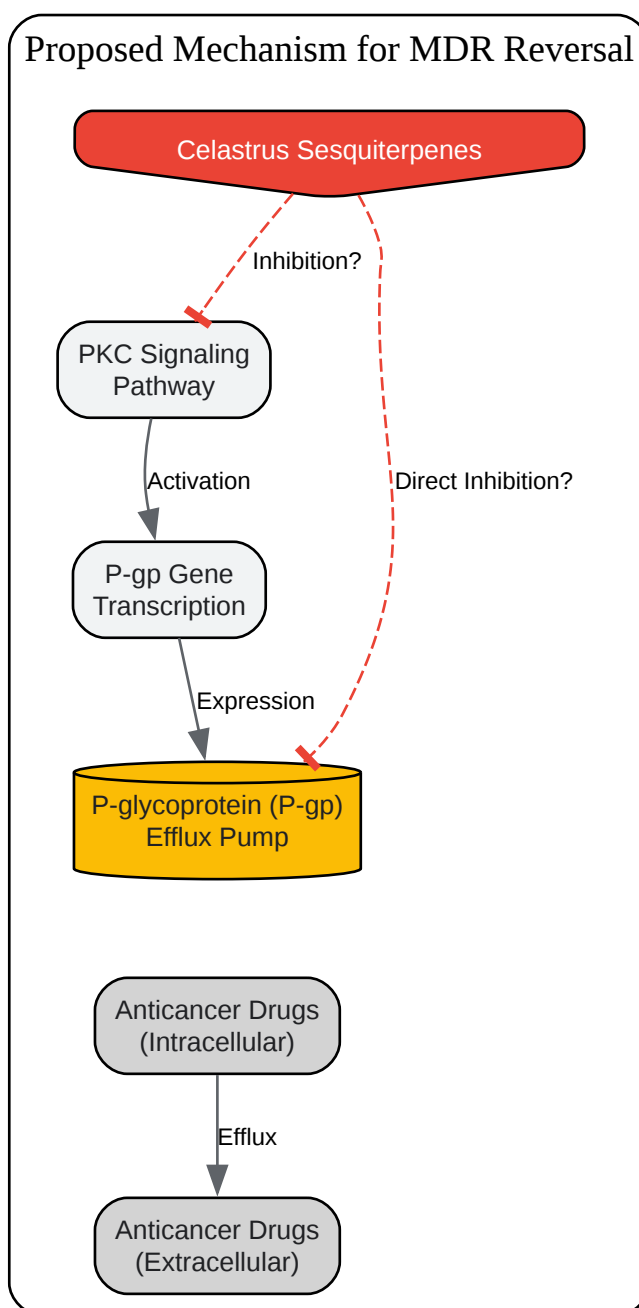 Proposed Mechanism for MDR Reversal
Celastrus Sesquiterpenes
Inhibition?
PKC Signaling
Pathway
Activation
Direct Inhibition?
P-gp Gene
Transcription
Expression
P-glycoprotein (P-gp)
Efflux Pump
Anticancer Drugs
(Intracellular)
Efflux
Anticancer Drugs
(Extracellular)